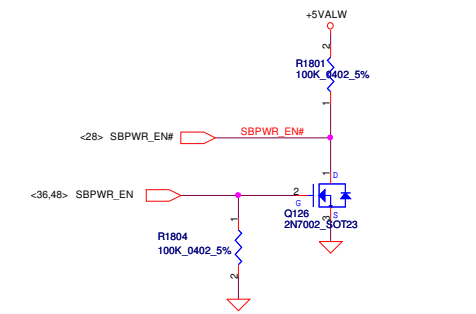 +5VALW
2
R1801
100K_0402_5%
1
<28> SBPWR_EN# SBPWR_EN#
1 D
<36,48> SBPWR_EN 2
G
Q126 3 S
2N7002_SOT23
1
R1804
100K_0402_5%
2